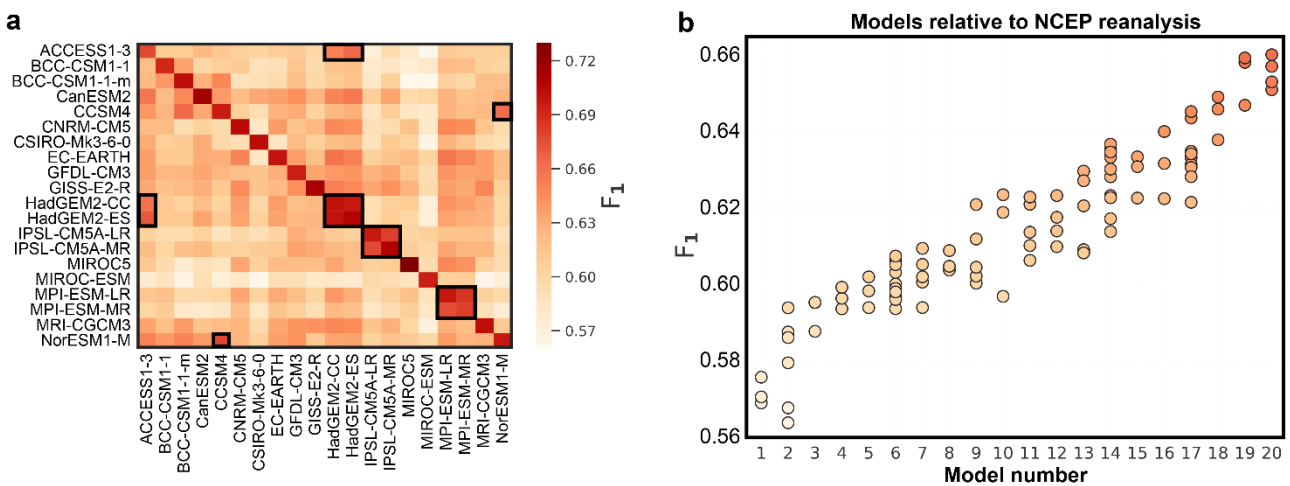 a
ACCESS1-3
BCC-CSM1-1
BCC-CSM1-1-m
CanESM2
CCSM4
CNRM-CM5
CSIRO-Mk3-6-0
EC-EARTH
GFDL-CM3
GISS-E2-R
HadGEM2-CC
HadGEM2-ES
IPSL-CM5A-LR
IPSL-CM5A-MR
MIROC5
MIROC-ESM
MPI-ESM-LR
MPI-ESM-MR
MRI-CGCM3
NorESM1-M
ACCESS1-3
BCC-CSM1-1
BCC-CSM1-1-m
CanESM2
CCSM4
CNRM-CM5
CSIRO-Mk3-6-0
EC-EARTH
GFDL-CM3
GISS-E2-R
HadGEM2-CC
HadGEM2-ES
IPSL-CM5A-LR
IPSL-CM5A-MR
MIROC5
MIROC-ESM
MPI-ESM-LR
MPI-ESM-MR
MRI-CGCM3
NorESM1-M
0.72
0.69
0.66
0.63
0.60
0.57
F1
b
Models relative to NCEP reanalysis
0.66
0.64
0.62
0.60
0.58
0.56
F1
1 2 3 4 5 6 7 8 9 10 11 12 13 14 15 16 17 18 19 20
Model number